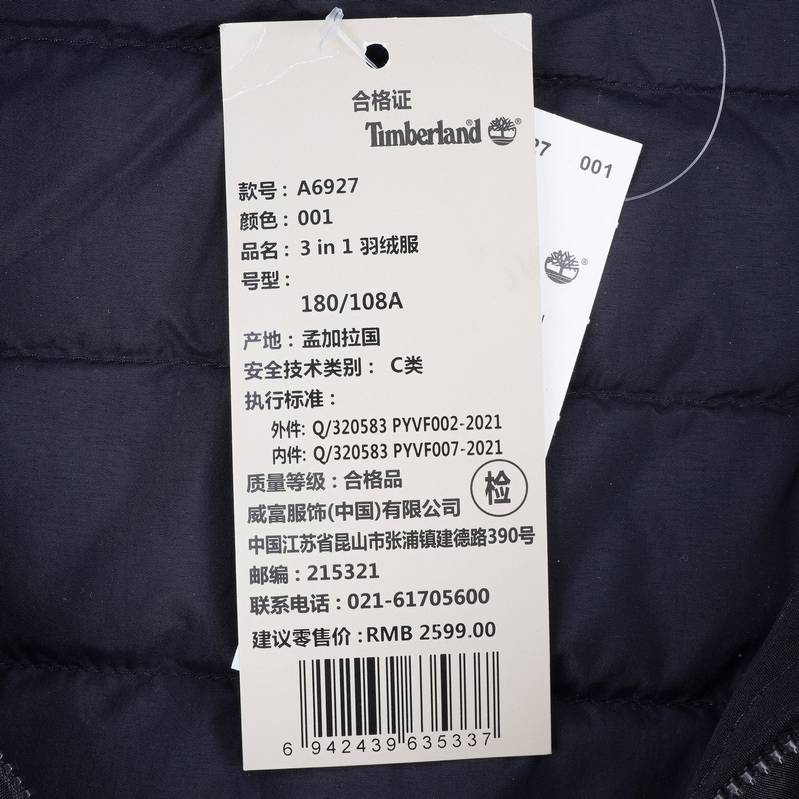 合格证
Timberland®
款号: A6927
颜色: 001
品名: 3 in 1 羽绒服
号型:
180/108A
产地: 孟加拉国
安全技术类别: C类
执行标准:
外件: Q/320583 PYVF002-2021
内件: Q/320583 PYVF007-2021
质量等级: 合格品
检
威富服饰(中国)有限公司
中国江苏省昆山市张浦镇建德路390号
邮编: 215321
联系电话: 021-61705600
建议零售价: RMB 2599.00
6 942439 635337
27 001